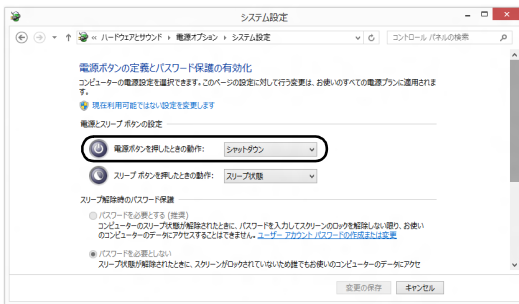 システム設定
« ハードウェアとサウンド › 電源オプション › システム設定
コントロール パネルの検索
電源ボタンの定義とパスワード保護の有効化
コンピューターの電源設定を選択できます。このページの設定に対して行う変更は、お使いのすべての電源プランに適用されま
す。
現在利用可能ではない設定を変更します
電源とスリープ ボタンの設定
電源ボタンを押したときの動作: シャットダウン
スリープ ボタンを押したときの動作: スリープ状態
スリープ解除時のパスワード保護
パスワードを必要とする (推奨)
コンピューターのスリープ状態が解除されたときに、パスワードを入力してスクリーンのロックを解除しない限り、お使い
のコンピューターのデータにアクセスすることはできません。ユーザー アカウント パスワードの作成または変更
パスワードを必要としない
スリープ状態が解除されたときに、スクリーンがロックされていないため誰でもお使いのコンピューターのデータにアクセ
変更の保存 キャンセル